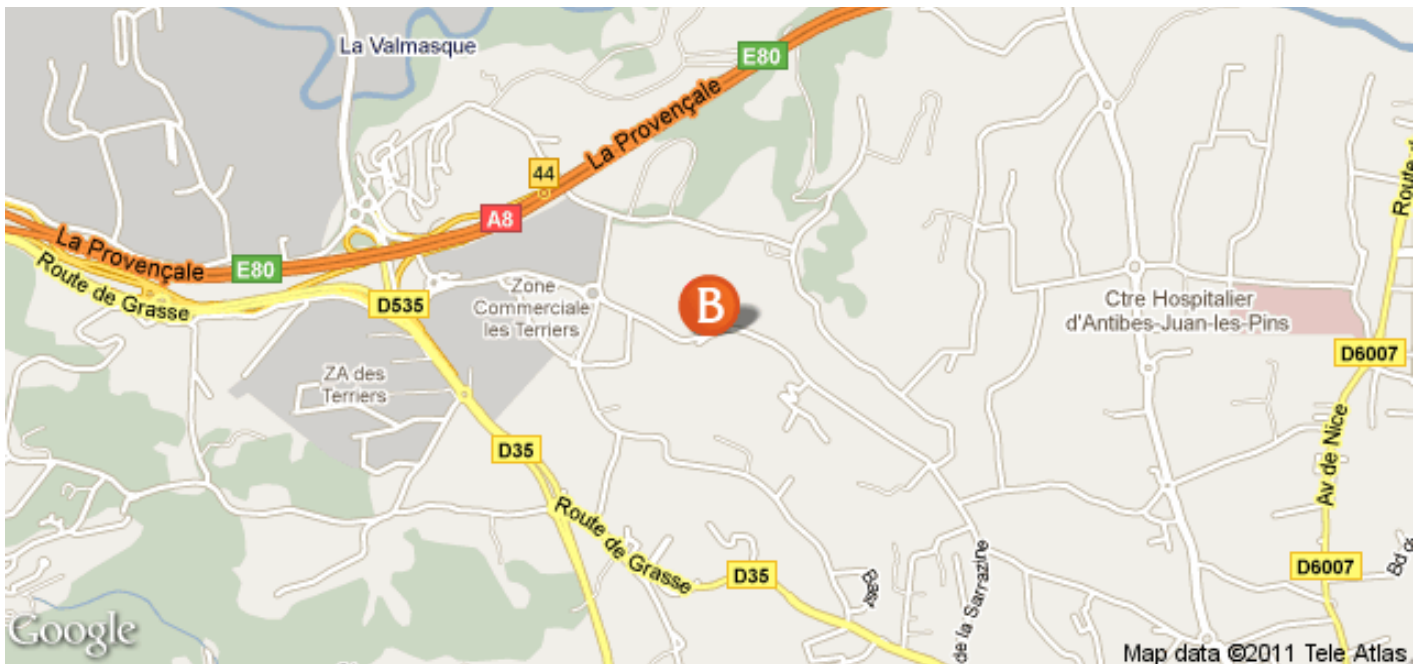 La Valmasque
E80
La Provençale
44
A8
La Provençale
E80
Route de Grasse
D535
Zone
Commerciale
les Terriers
B
Ctre Hospitalier
d'Antibes-Juan-les-Pins
Route d
D6007
ZA des
Terriers
D35
Av de Nice
Route de Grasse
D35
de la Sarrazine
D6007
Bd
Google
Map data ©2011 Tele Atlas